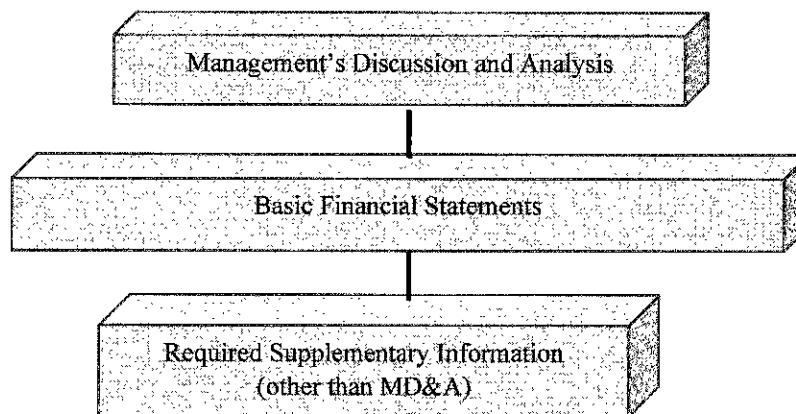 Management's Discussion and Analysis
Basic Financial Statements
Required Supplementary Information
(other than MD&A)